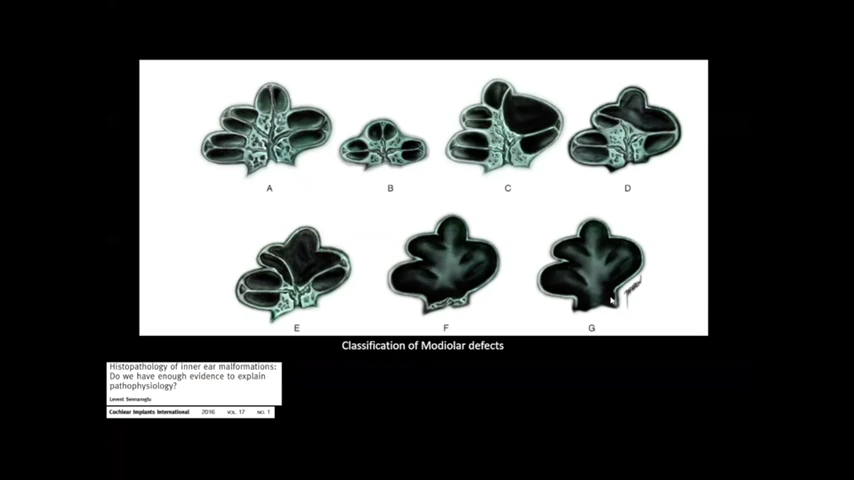 A
B
C
D
E
F
G
Classification of Modiolar defects
Histopathology of inner ear malformations:
Do we have enough evidence to explain
pathophysiology?
Levent Sennaroglu
Cochlear Implants International 2016 VOL. 17 NO. 1